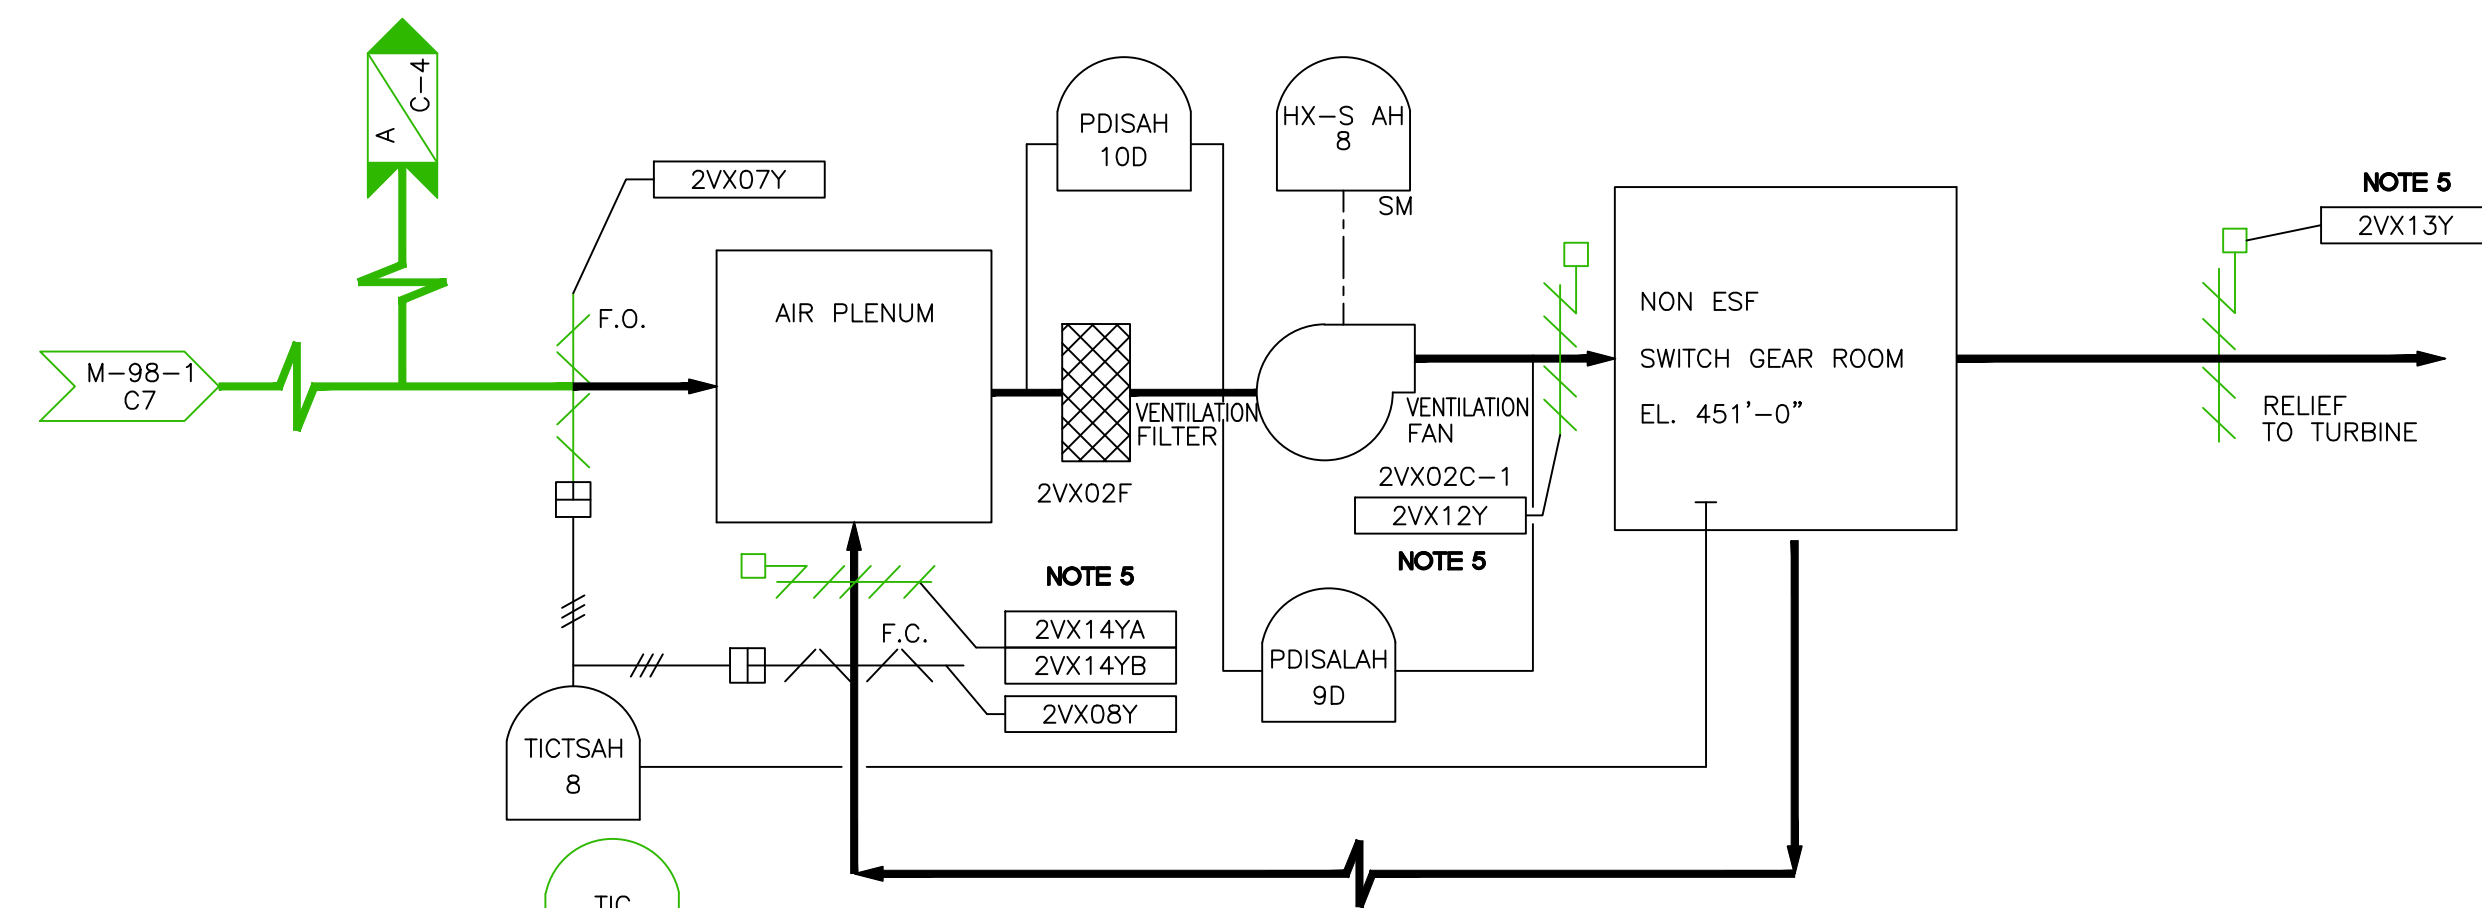 C-4
A
PDISAH
10D
HX-S AH
8
SM
2VX07Y
NOTE 5
2VX13Y
F.O.
AIR PLENUM
NON ESF
SWITCH GEAR ROOM
EL. 451'-0"
M-98-1
C7
VENTILATION
FILTER
VENTILATION
FAN
RELIEF
TO TURBINE
2VX02F
2VX02C-1
2VX12Y
NOTE 5
NOTE 5
2VX14YA
2VX14YB
F.C.
2VX08Y
PDISALAH
9D
TICTSAH
8
TIC